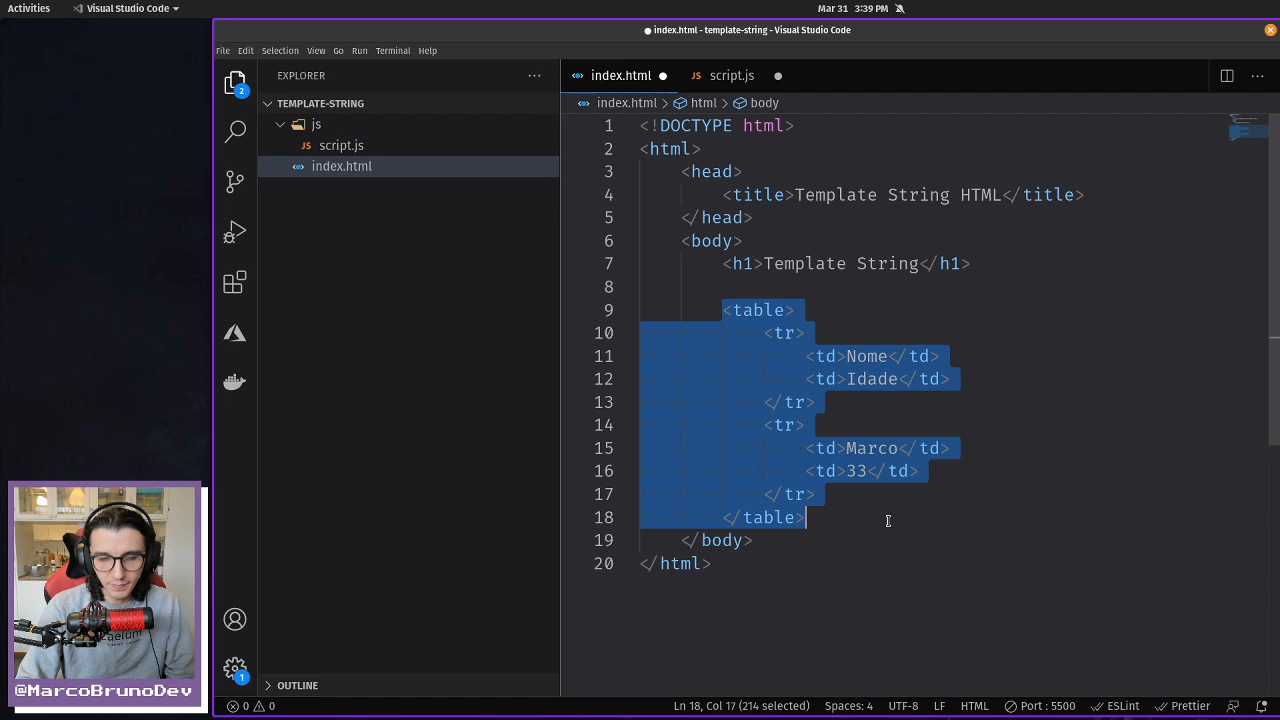 Activities Visual Studio Code Mar 31 3:39 PM
index.html - template-string - Visual Studio Code
File Edit Selection View Go Run Terminal Help
EXPLORER
index.html script.js
TEMPLATE-STRING
index.html > html > body
js
script.js
index.html
2
1 <!DOCTYPE html>
2 <html>
3 <head>
4 <title>Template String HTML</title>
5 </head>
6 <body>
7 <h1>Template String</h1>
8
9 <table>
10 <tr>
11 <td>Nome</td>
12 <td>Idade</td>
13 </tr>
14 <tr>
15 <td>Marco</td>
16 <td>33</td>
17 </tr>
18 </table>
19 </body>
20 </html>
aelum
@MarcoBrunoDev
1
OUTLINE
0 0 Ln 18, Col 17 (214 selected) Spaces: 4 UTF-8 LF HTML Port : 5500 ESLint Prettier